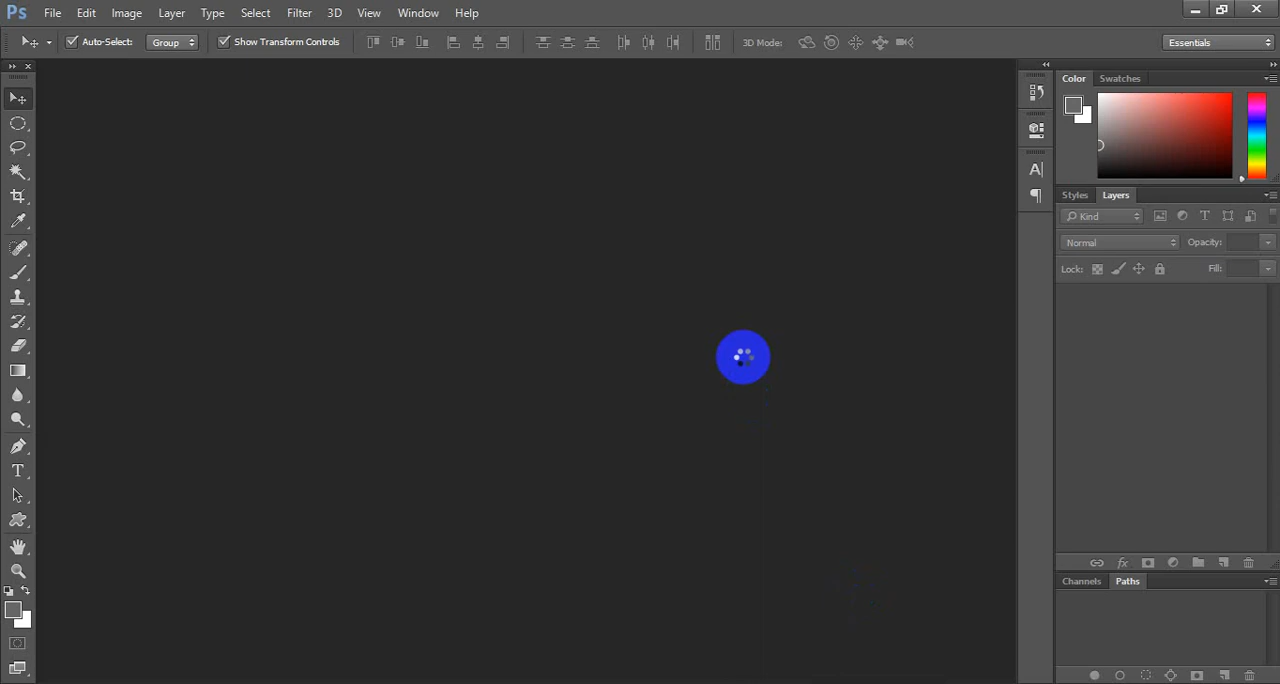 Ps File Edit Image Layer Type Select Filter 3D View Window Help
Auto-Select: Group Show Transform Controls 3D Mode: Essentials
Color Swatches
A
Styles Layers
Kind T
Normal Opacity:
Lock: Fill:
T
fx
Channels Paths